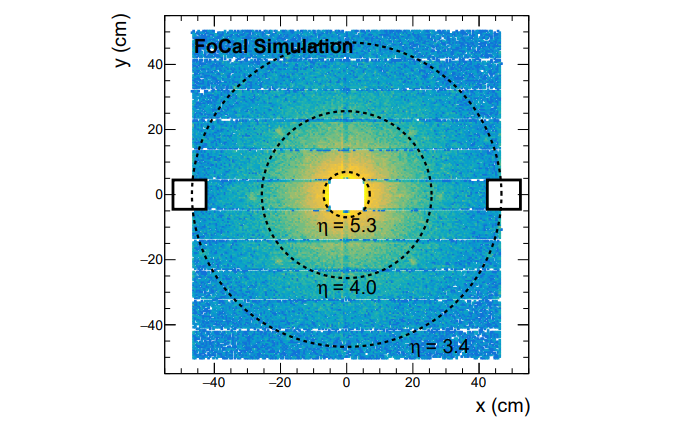 y (cm)
FoCal Simulation
40
20
0
−20
−40
η = 5.3
η = 4.0
η = 3.4
−40 −20 0 20 40
x (cm)